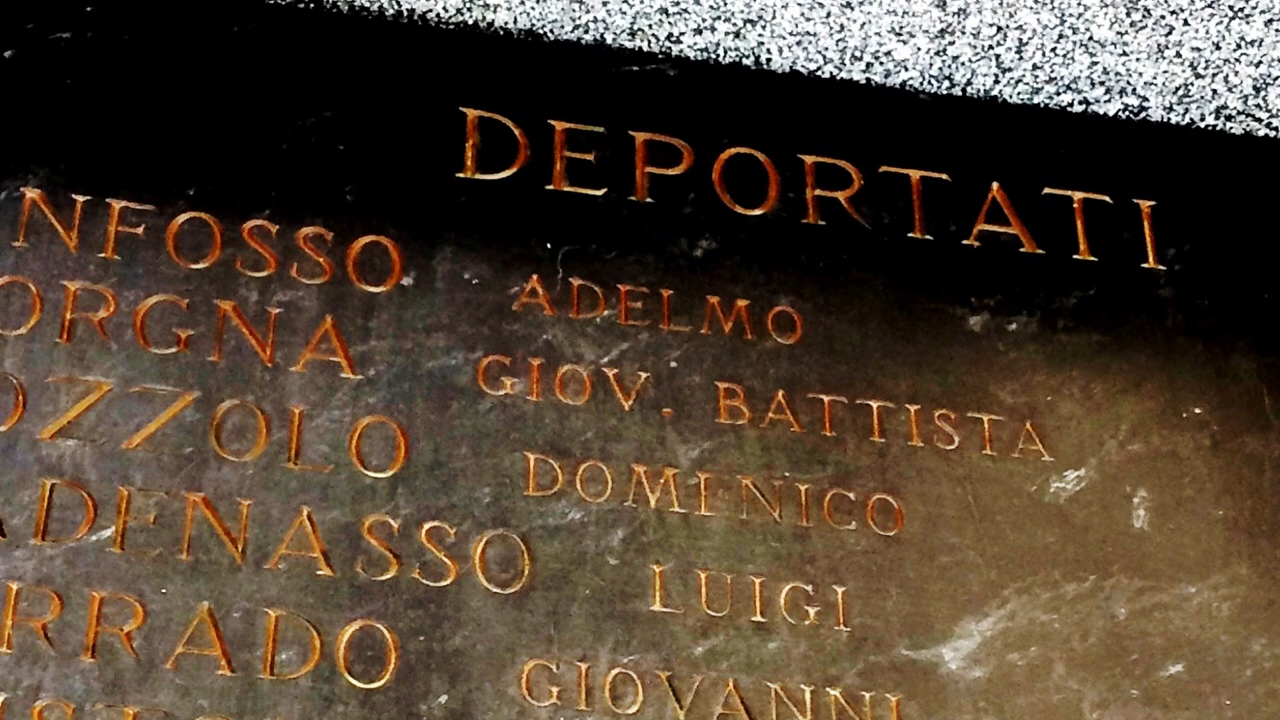 DEPORTATI
NFOSSO ADELMO
ORGNA GIOV. BATTISTA
OZZOLO DOMENICO
ADENASSO LUIGI
RRADO GIOVANNI